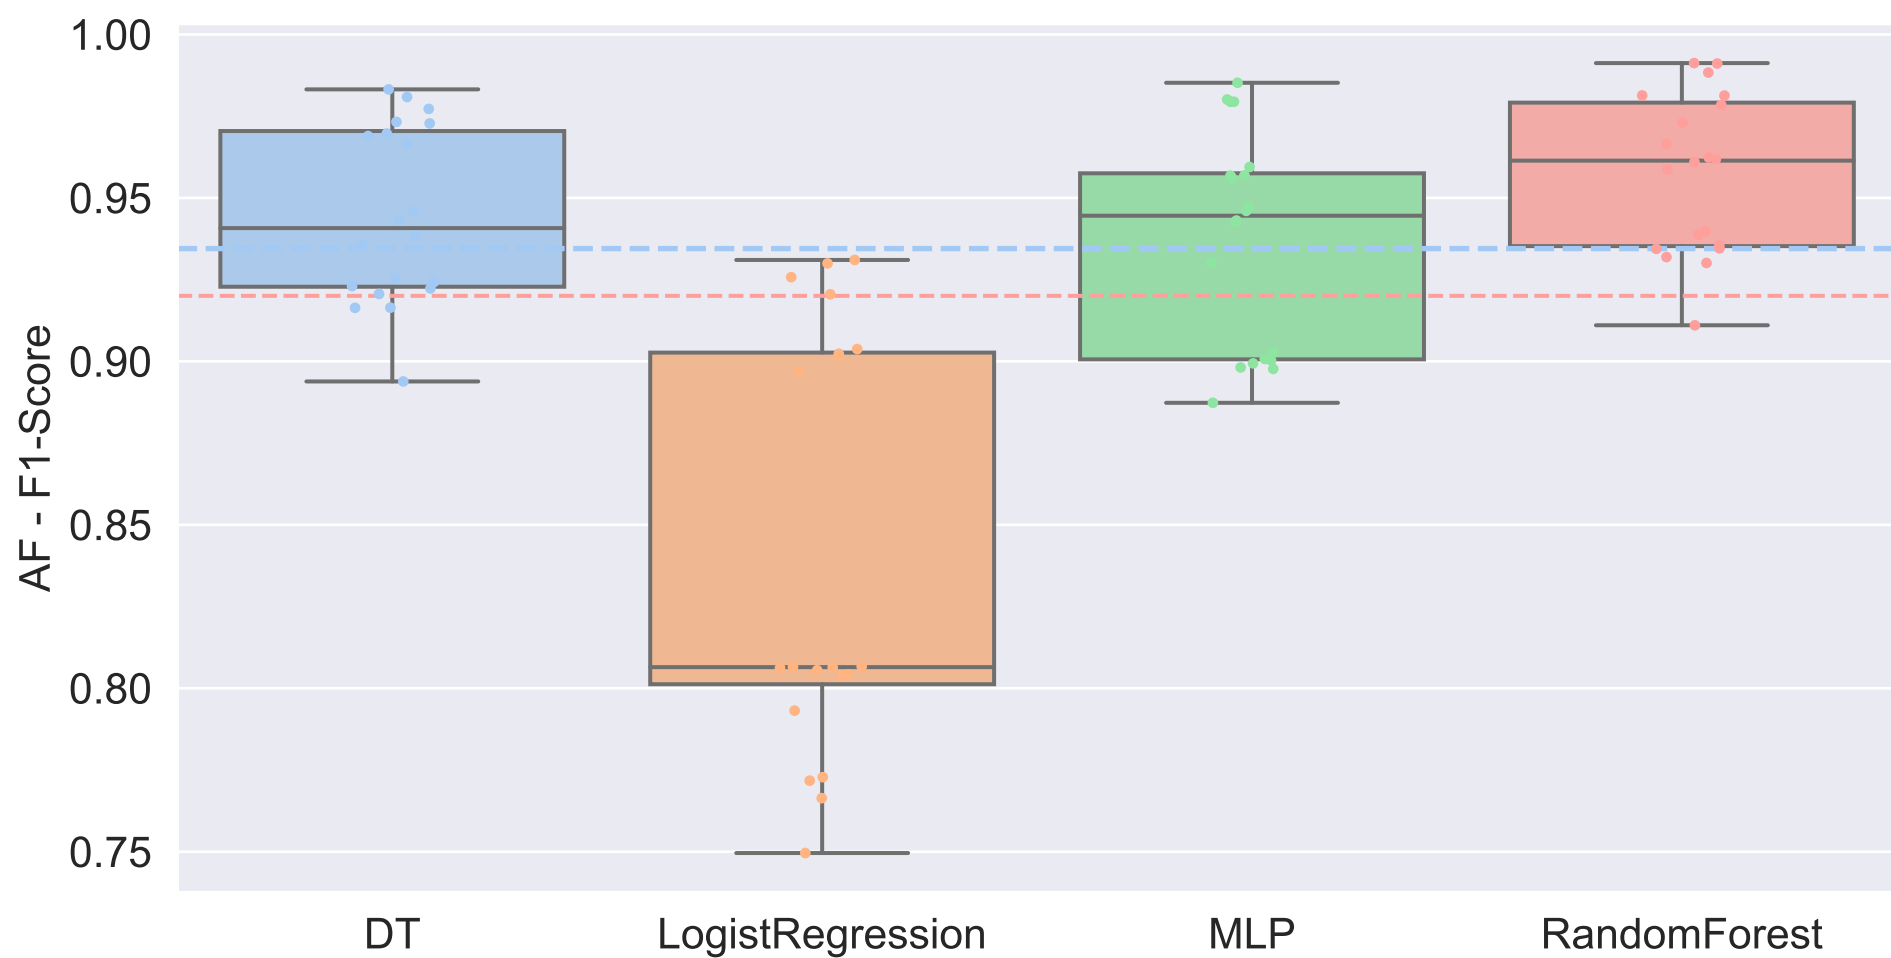 AF - F1-Score
1.00
0.95
0.90
0.85
0.80
0.75
DT
LogistRegression
MLP
RandomForest